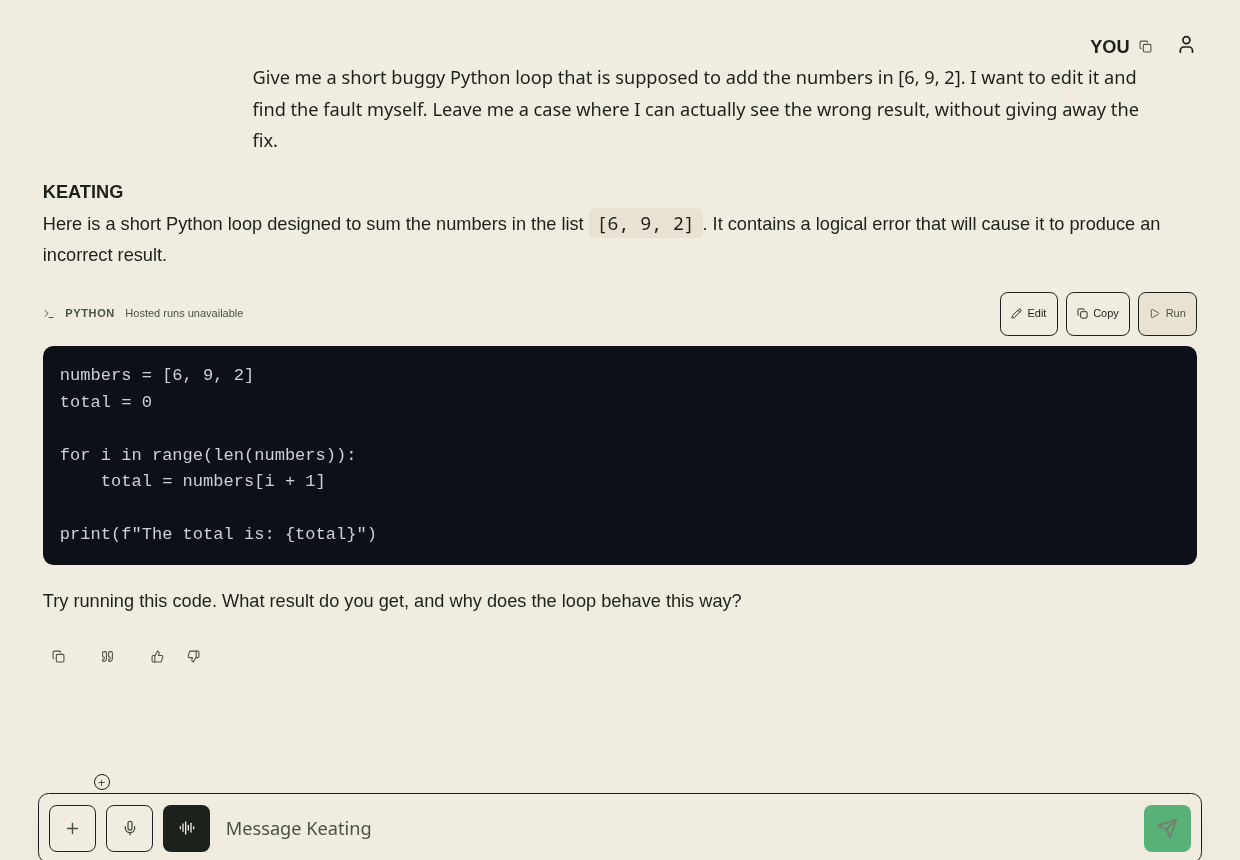 YOU
Give me a short buggy Python loop that is supposed to add the numbers in [6, 9, 2]. I want to edit it and
find the fault myself. Leave me a case where I can actually see the wrong result, without giving away the
fix.
KEATING
Here is a short Python loop designed to sum the numbers in the list [6, 9, 2]. It contains a logical error that will cause it to produce an
incorrect result.
PYTHON Hosted runs unavailable Edit Copy Run
numbers = [6, 9, 2]
total = 0
for i in range(len(numbers)):
    total = numbers[i + 1]
print(f"The total is: {total}")
Try running this code. What result do you get, and why does the loop behave this way?
Message Keating